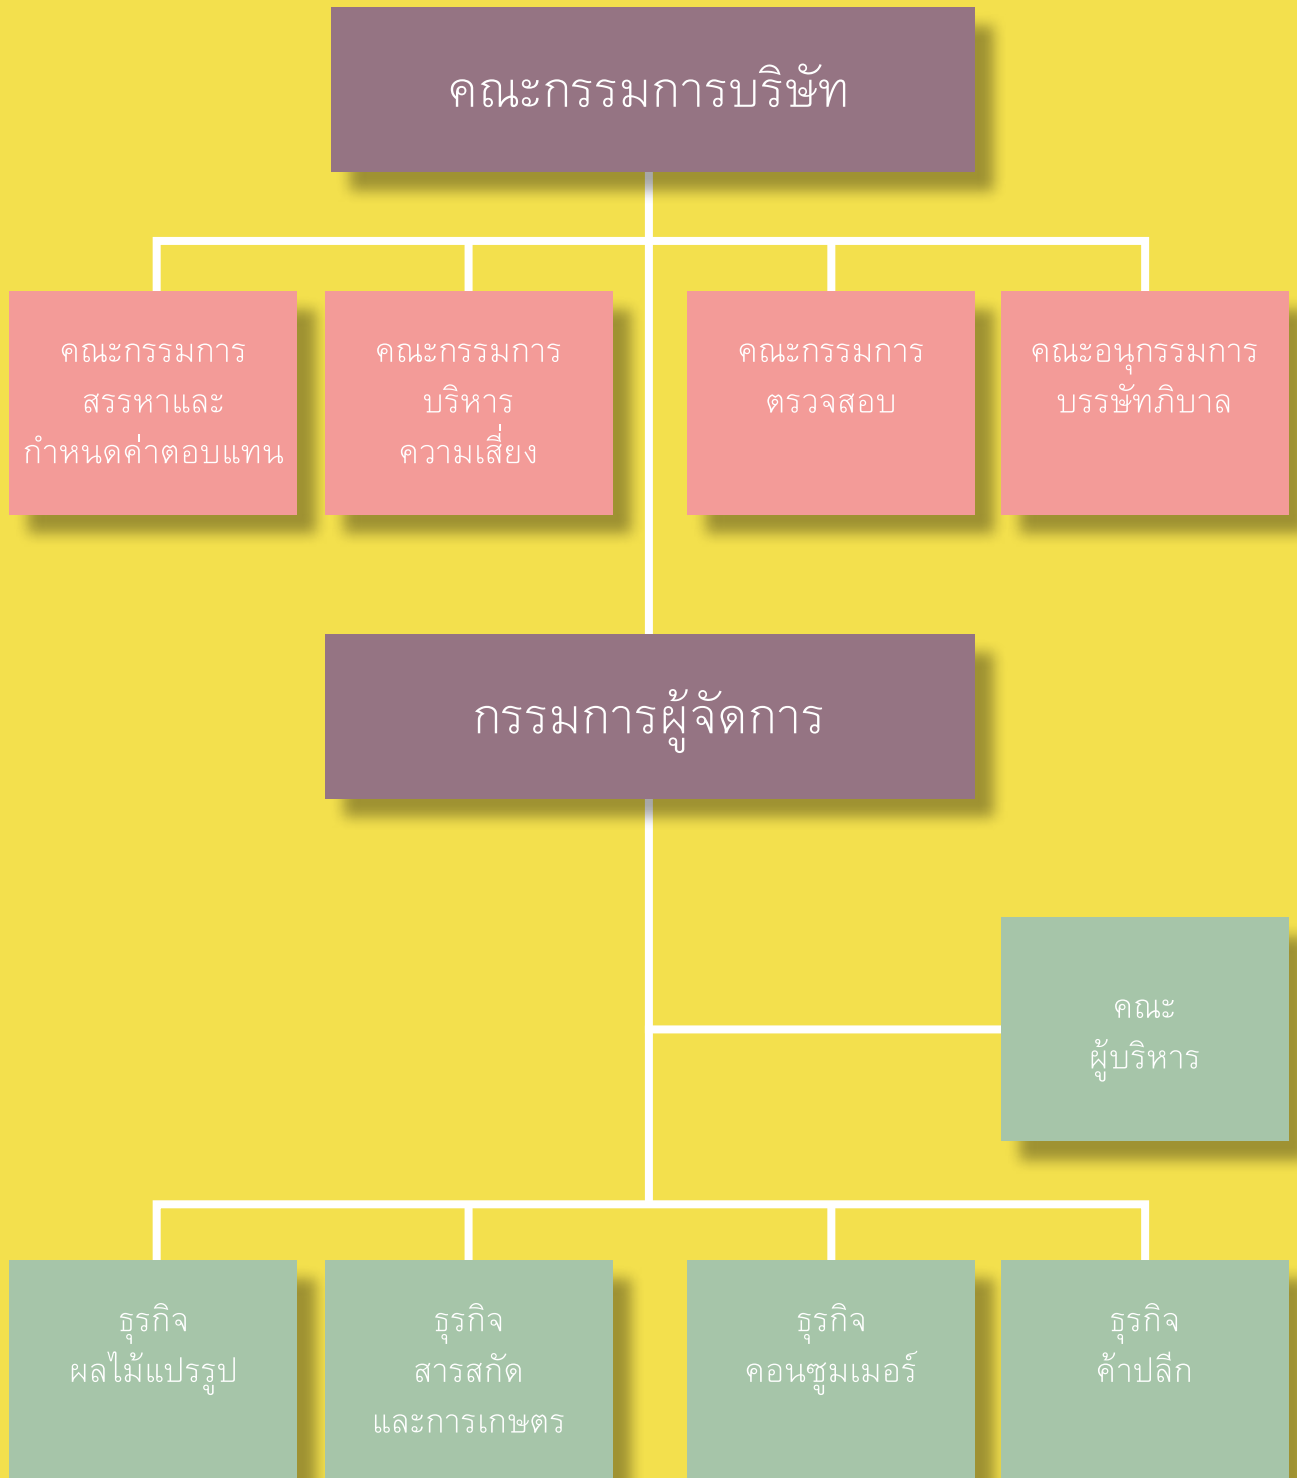 คณะกรรมการบริษัท
คณะกรรมการ
สรรหาและ
กำหนดค่าตอบแทน
คณะกรรมการ
บริหาร
ความเสี่ยง
คณะกรรมการ
ตรวจสอบ
คณะอนุกรรมการ
บรรษัทภิบาล
กรรมการผู้จัดการ
คณะ
ผู้บริหาร
ธุรกิจ
ผลไม้แปรรูป
ธุรกิจ
สารสกัด
และการเกษตร
ธุรกิจ
คอนซูมเมอร์
ธุรกิจ
ค้าปลีก